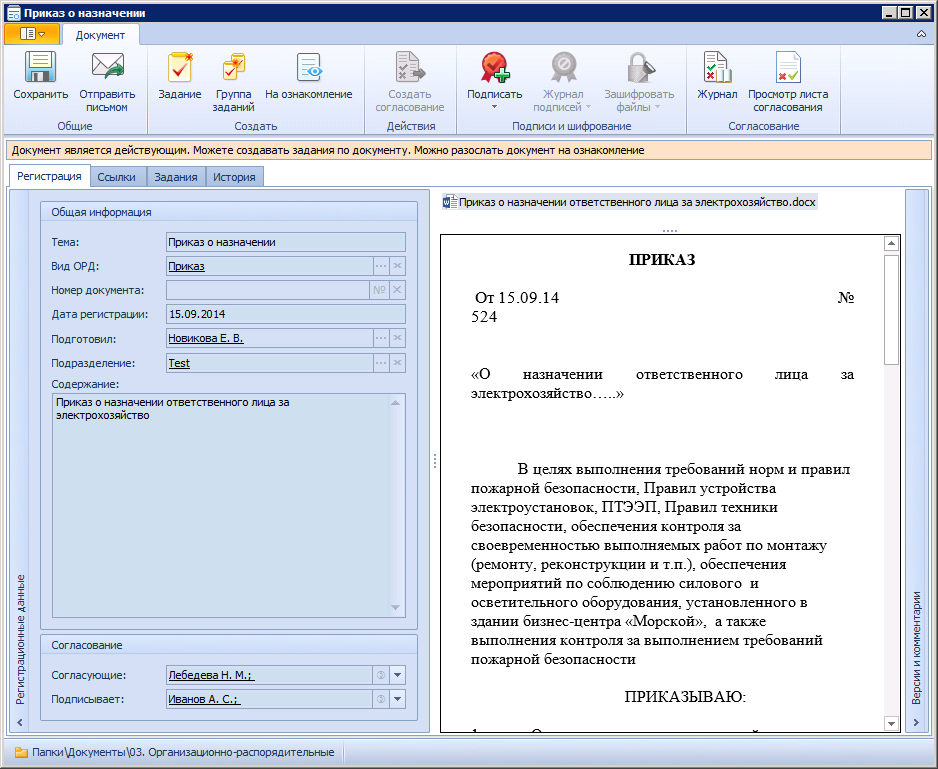 Приказ о назначении
Документ
Сохранить
Отправить
письмом
Общие
Задание
Группа
заданий
На ознакомление
Создать
Создать
согласование
Действия
Подписать
Журнал
подписей
Зашифровать
файлы
Подписи и шифрование
Журнал
Просмотр листа
согласования
Согласование
Документ является действующим. Можете создавать задания по документу. Можно разослать документ на ознакомление
Регистрация
Ссылки
Задания
История
Регистрационные данные
Общая информация
Тема: Приказ о назначении
Вид ОРД: Приказ
Номер документа: №
Дата регистрации: 15.09.2014
Подготовил: Новикова Е. В.
Подразделение: Test
Содержание:
Приказ о назначении ответственного лица за
электрохозяйство
Согласование
Согласующие: Лебедева Н. М.;
Подписывает: Иванов А. С.;
Приказ о назначении ответственного лица за электрохозяйство.docx
ПРИКАЗ
От 15.09.14 №
524
«О назначении ответственного лица за
электрохозяйство…..»
В целях выполнения требований норм и правил
пожарной безопасности, Правил устройства
электроустановок, ПТЭЭП, Правил техники
безопасности, обеспечения контроля за
своевременностью выполняемых работ по монтажу
(ремонту, реконструкции и т.п.), обеспечения
мероприятий по соблюдению силового и
осветительного оборудования, установленного в
здании бизнес-центра «Морской», а также
выполнения контроля за выполнением требований
пожарной безопасности
ПРИКАЗЫВАЮ:
Версии и комментарии
Папки\Документы\03. Организационно-распорядительные